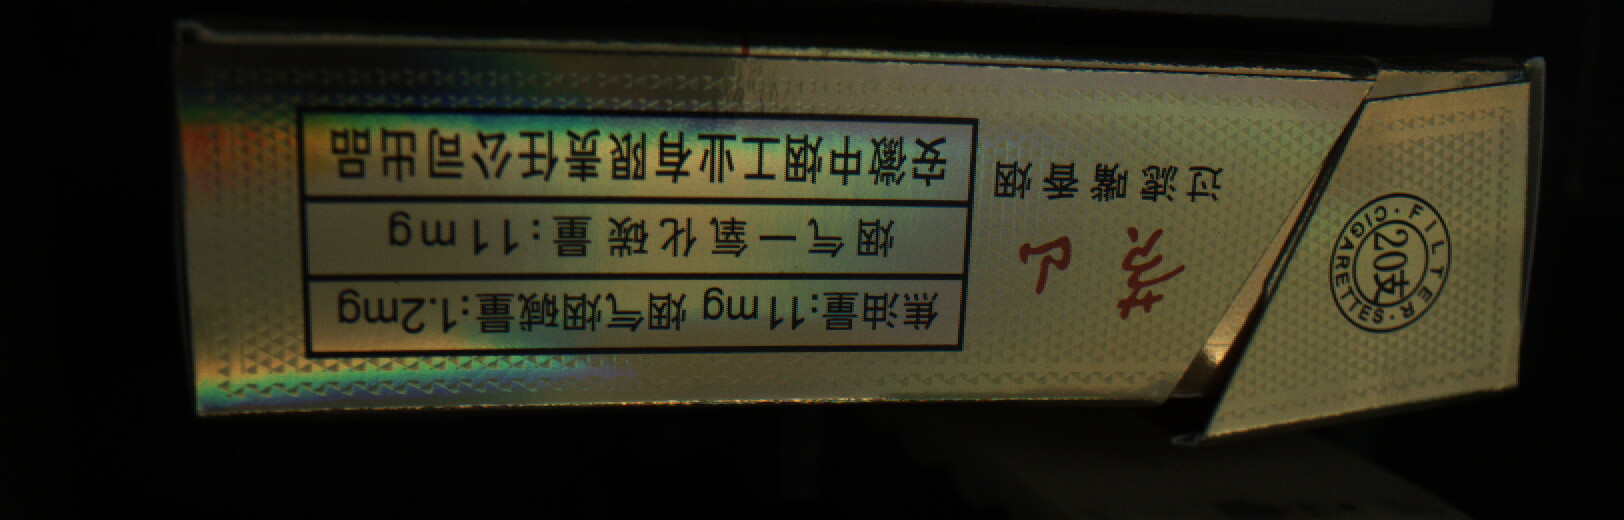 FILTER
CIGARETTES
20支
黄山
过滤嘴香烟
焦油量:11mg 烟气烟碱量:1.2mg
烟气一氧化碳量:11mg
安徽中烟工业有限责任公司出品